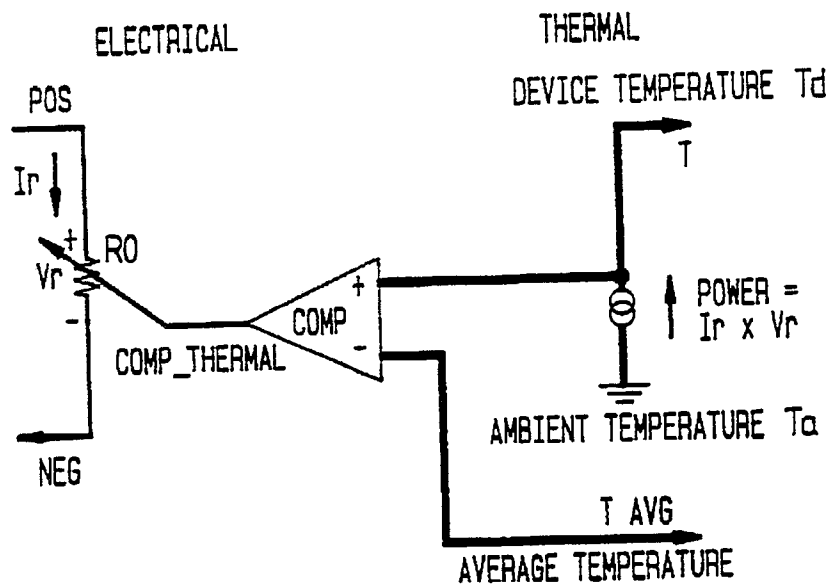 ELECTRICAL
THERMAL
POS
DEVICE TEMPERATURE Td
T
Ir
+
R0
Vr
-
COMP
+
-
COMP_THERMAL
POWER =
Ir x Vr
AMBIENT TEMPERATURE Ta
NEG
T AVG
AVERAGE TEMPERATURE